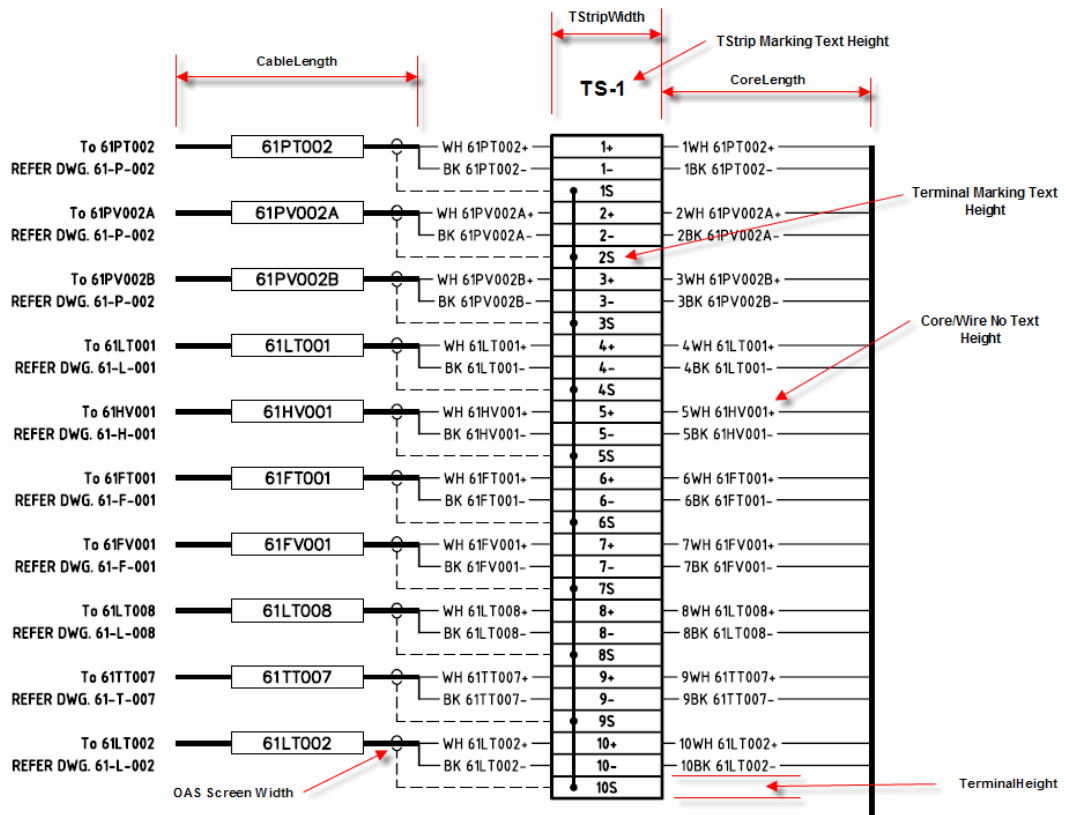 TStripWidth
TStrip Marking Text Height
CableLength
TS-1
CoreLength
To 61PT002 61PT002 WH 61PT002+ 1+ 1WH 61PT002+
REFER DWG. 61-P-002 BK 61PT002- 1- 1BK 61PT002-
1S
Terminal Marking Text
Height
To 61PV002A 61PV002A WH 61PV002A+ 2+ 2WH 61PV002A+
REFER DWG. 61-P-002 BK 61PV002A- 2- 2BK 61PV002A-
2S
To 61PV002B 61PV002B WH 61PV002B+ 3+ 3WH 61PV002B+
REFER DWG. 61-P-002 BK 61PV002B- 3- 3BK 61PV002B-
3S
Core/Wire No Text
Height
To 61LT001 61LT001 WH 61LT001+ 4+ 4WH 61LT001+
REFER DWG. 61-L-001 BK 61LT001- 4- 4BK 61LT001-
4S
To 61HV001 61HV001 WH 61HV001+ 5+ 5WH 61HV001+
REFER DWG. 61-H-001 BK 61HV001- 5- 5BK 61HV001-
5S
To 61FT001 61FT001 WH 61FT001+ 6+ 6WH 61FT001+
REFER DWG. 61-F-001 BK 61FT001- 6- 6BK 61FT001-
6S
To 61FV001 61FV001 WH 61FV001+ 7+ 7WH 61FV001+
REFER DWG. 61-F-001 BK 61FV001- 7- 7BK 61FV001-
7S
To 61LT008 61LT008 WH 61LT008+ 8+ 8WH 61LT008+
REFER DWG. 61-L-008 BK 61LT008- 8- 8BK 61LT008-
8S
To 61TT007 61TT007 WH 61TT007+ 9+ 9WH 61TT007+
REFER DWG. 61-T-007 BK 61TT007- 9- 9BK 61TT007-
9S
To 61LT002 61LT002 WH 61LT002+ 10+ 10WH 61LT002+
REFER DWG. 61-L-002 BK 61LT002- 10- 10BK 61LT002-
10S
OAS Screen Width
TerminalHeight